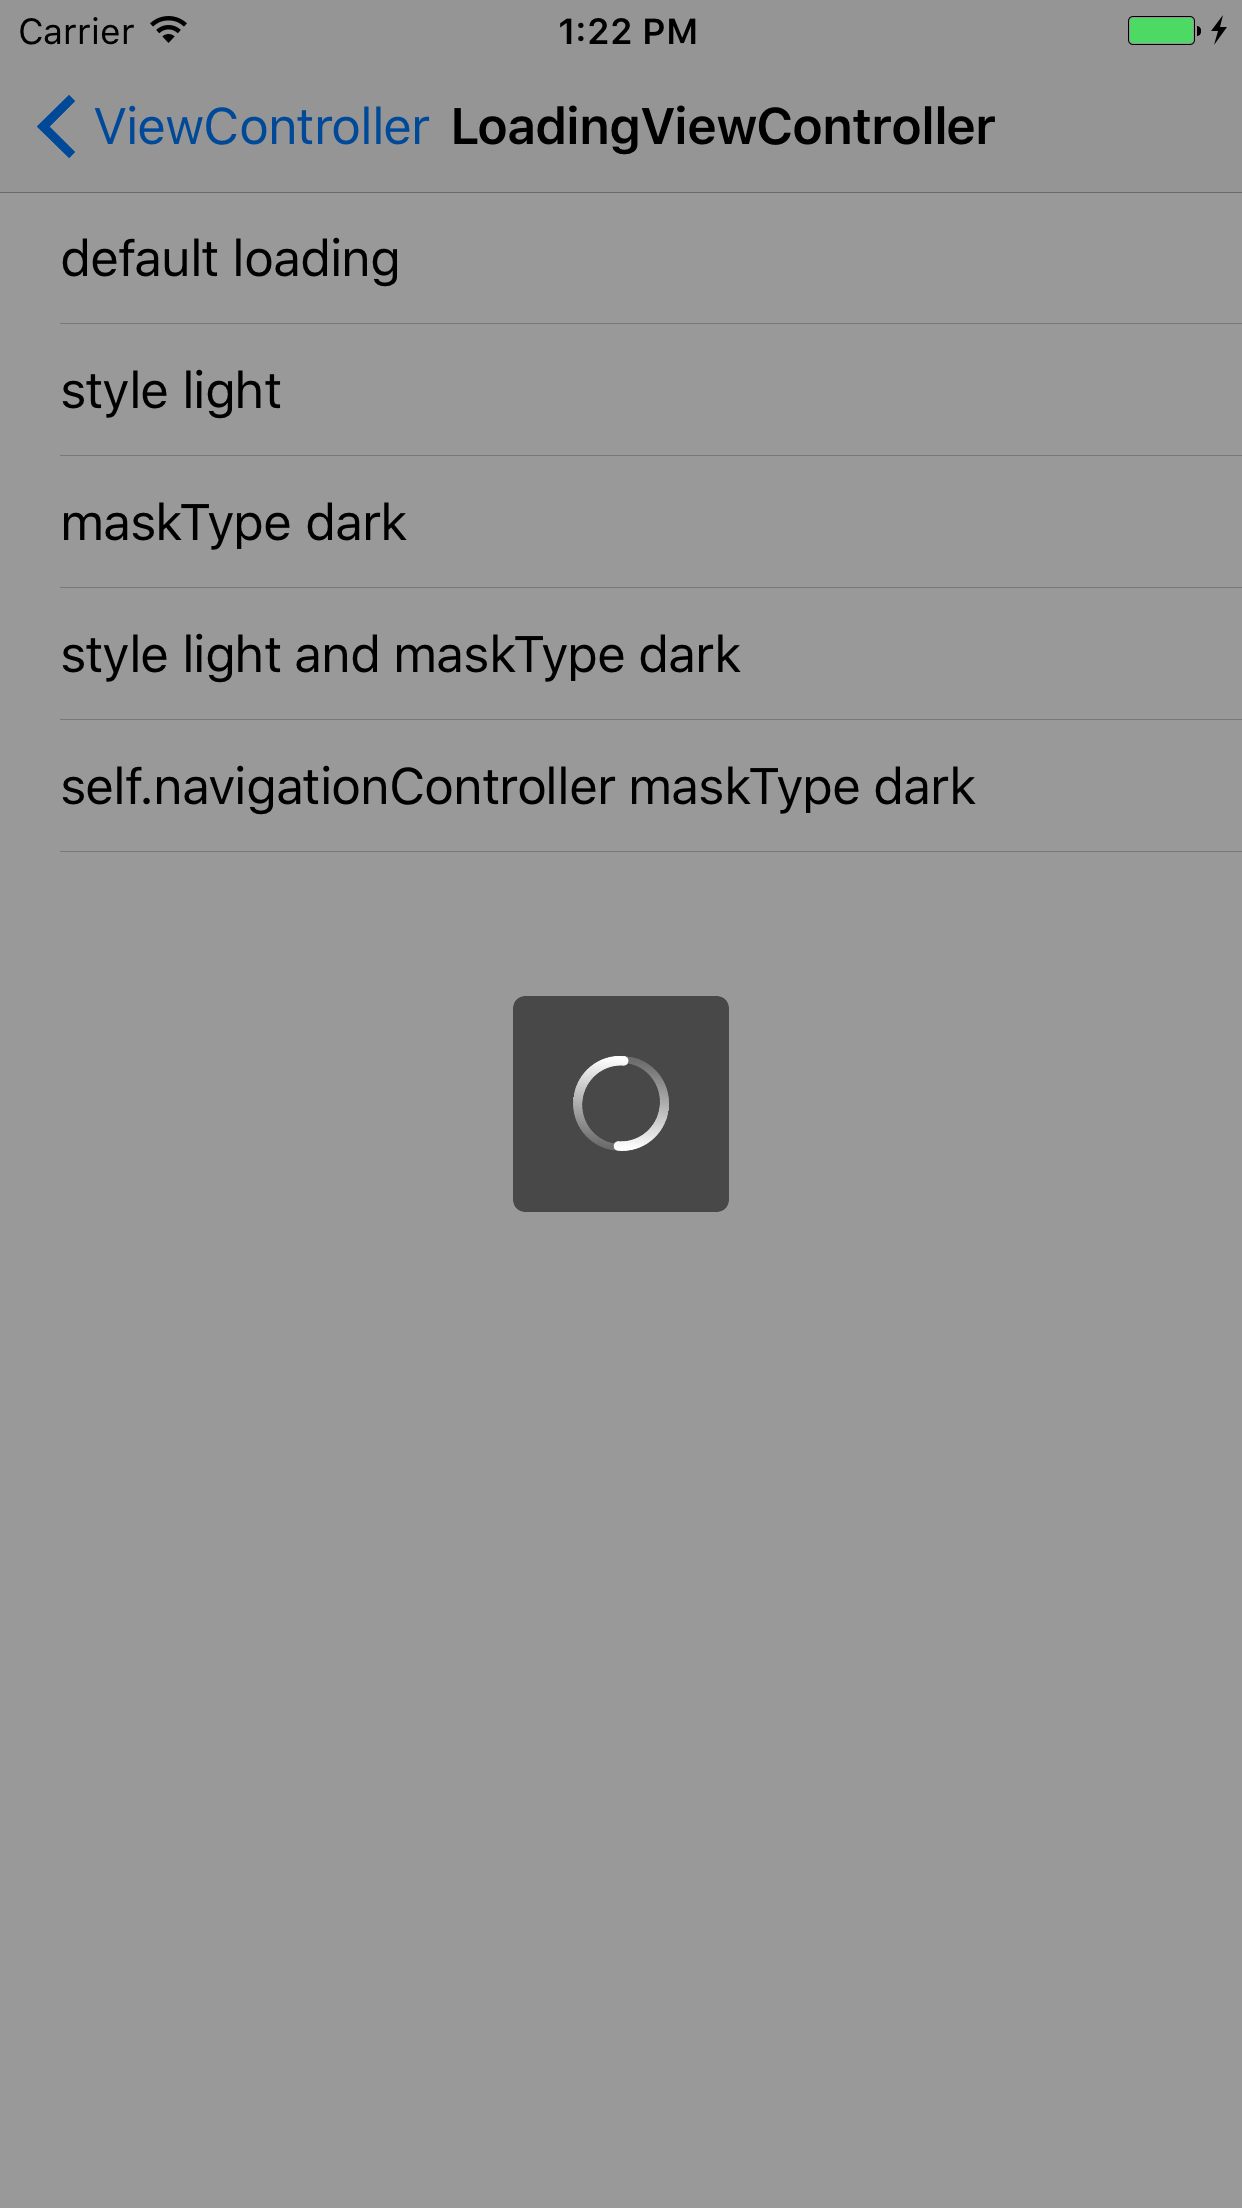 Carrier 1:22 PM
ViewController LoadingViewController
default loading
style light
maskType dark
style light and maskType dark
self.navigationController maskType dark